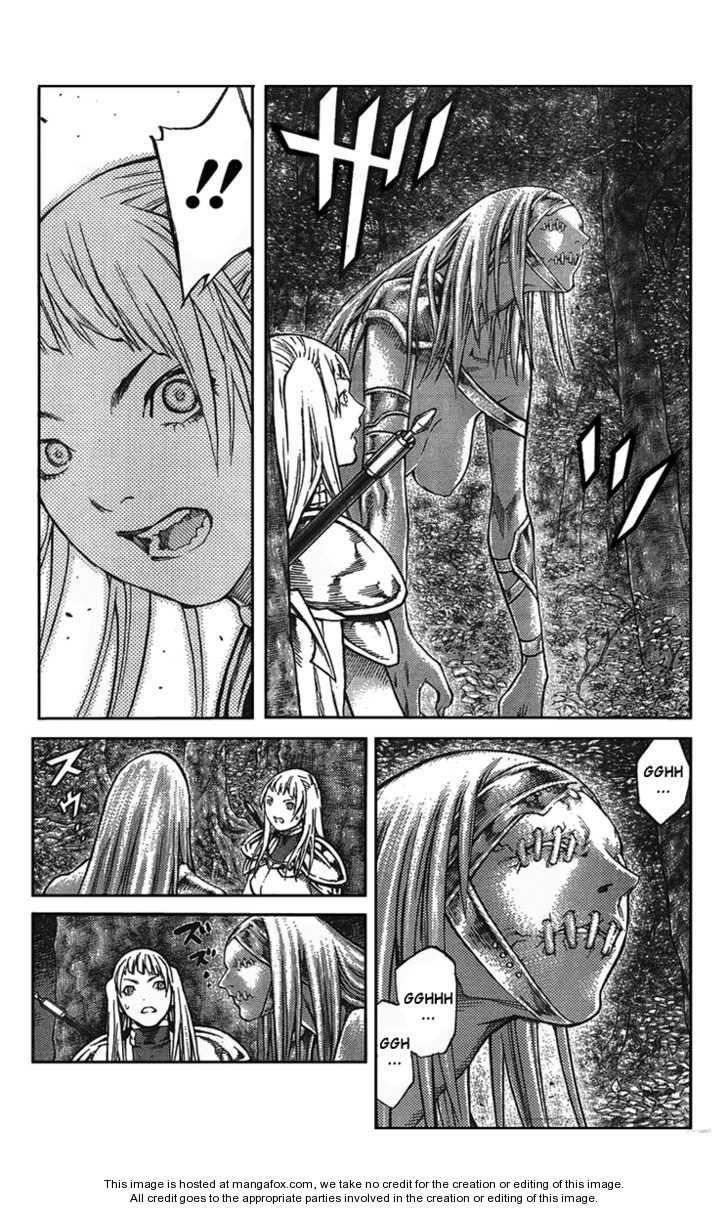 ザッ
!!
ズッ
GGHH
...
スゥ
GGHHH
...
GGH
...
ズズ.
This image is hosted at mangafox.com, we take no credit for the creation or editing of this image.
All credit goes to the appropriate parties involved in the creation or editing of this image.